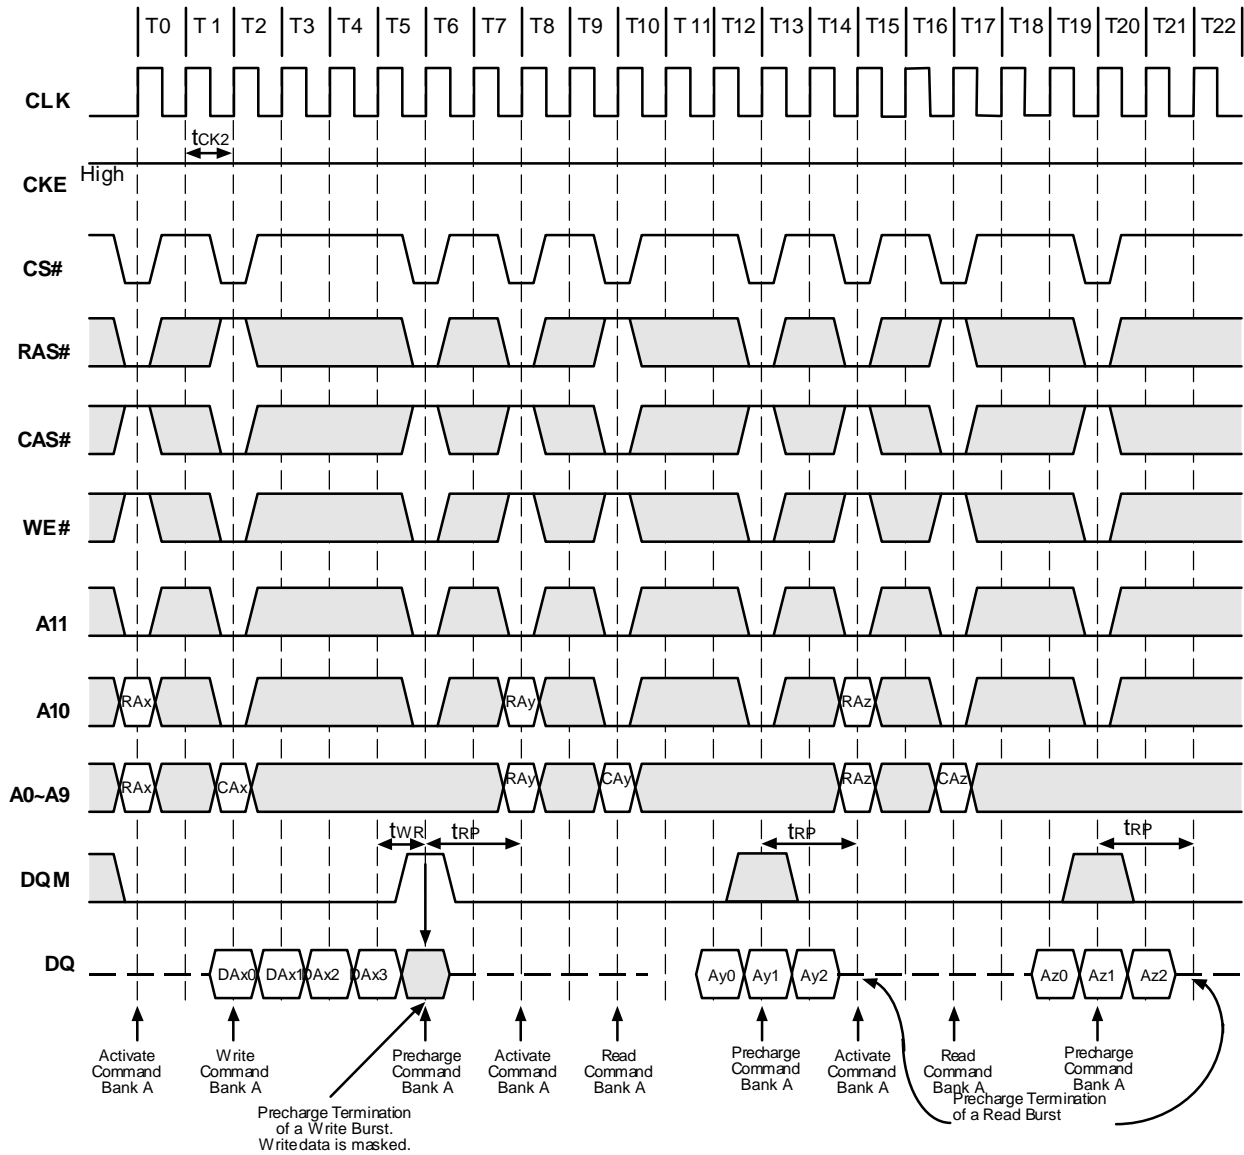 T0 T1 T2 T3 T4 T5 T6 T7 T8 T9 T10 T11 T12 T13 T14 T15 T16 T17 T18 T19 T20 T21 T22
CLK
tCK2
High
CKE
CS#
RAS#
CAS#
WE#
A11
A10 RAx RAy RAz
A0~A9 RAx CAx RAy CAy RAz CAz
tWR tRP tRP tRP
DQM
DQ DAx0 DAx1 DAx2 DAx3 Ay0 Ay1 Ay2 Az0 Az1 Az2
Activate
Command
Bank A
Write
Command
Bank A
Precharge
Command
Bank A
Activate
Command
Bank A
Read
Command
Bank A
Precharge
Command
Bank A
Activate
Command
Bank A
Read
Command
Bank A
Precharge
Command
Bank A
Precharge Termination
of a Write Burst.
Write data is masked.
Precharge Termination
of a Read Burst